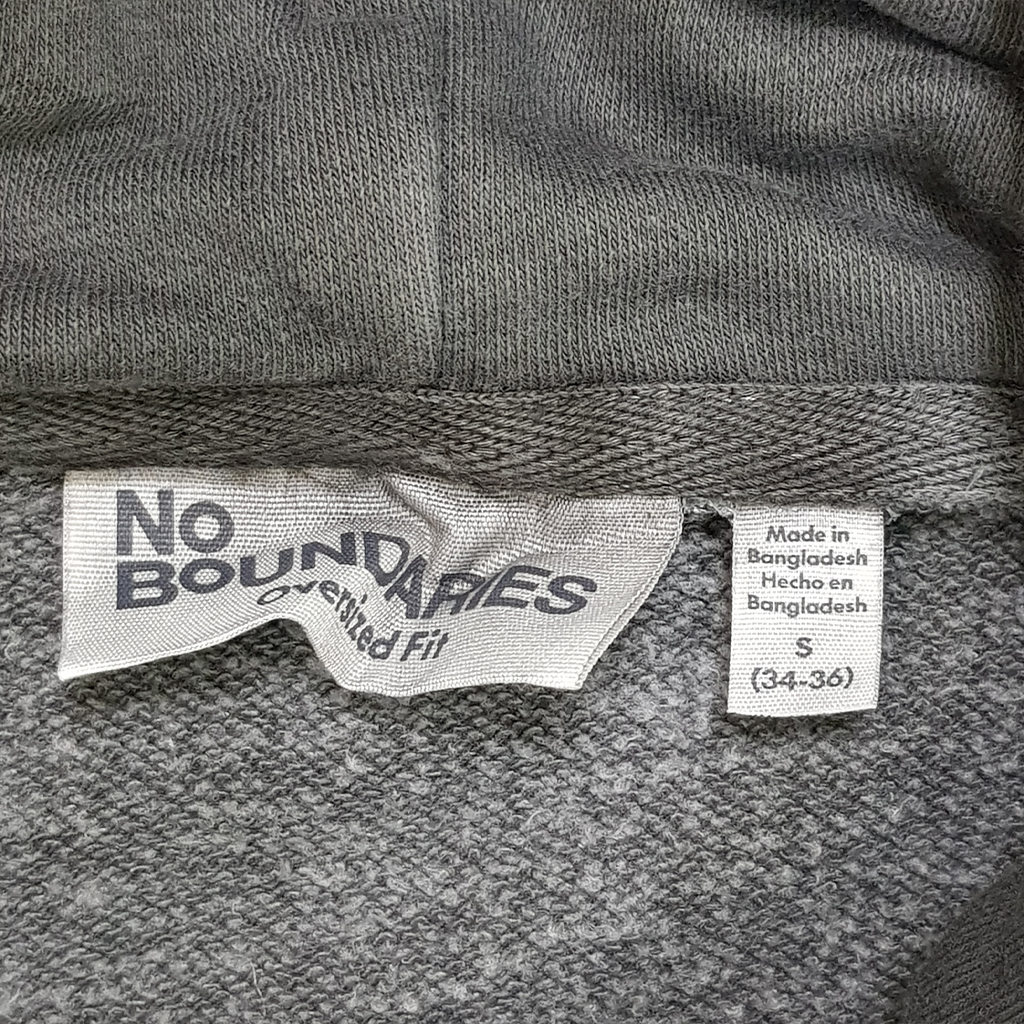 No
BOUNDARIES
oversized Fit
Made in
Bangladesh
Hecho en
Bangladesh
S
(34-36)